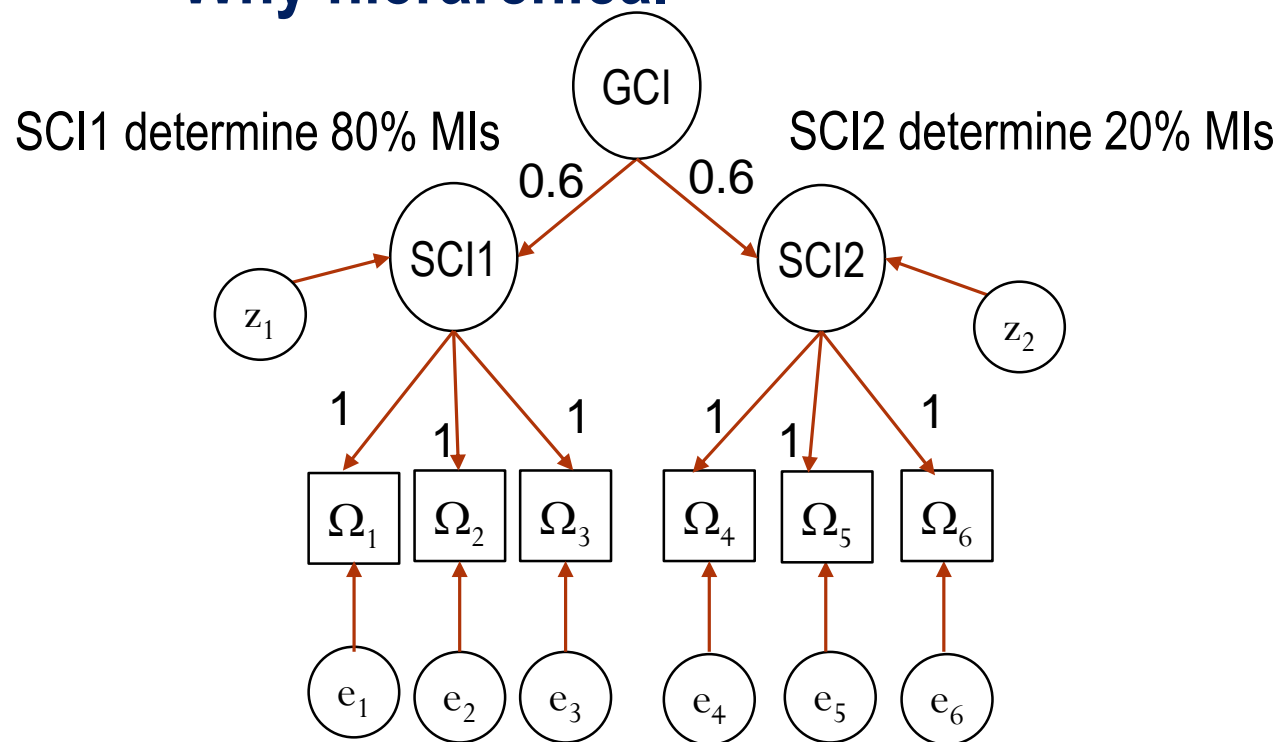 GCI
SCI1 determine 80% MIs
SCI2 determine 20% MIs
0.6
0.6
SCI1
SCI2
z1
z2
1
1
1
1
1
1
Ω1
Ω2
Ω3
Ω4
Ω5
Ω6
e1
e2
e3
e4
e5
e6